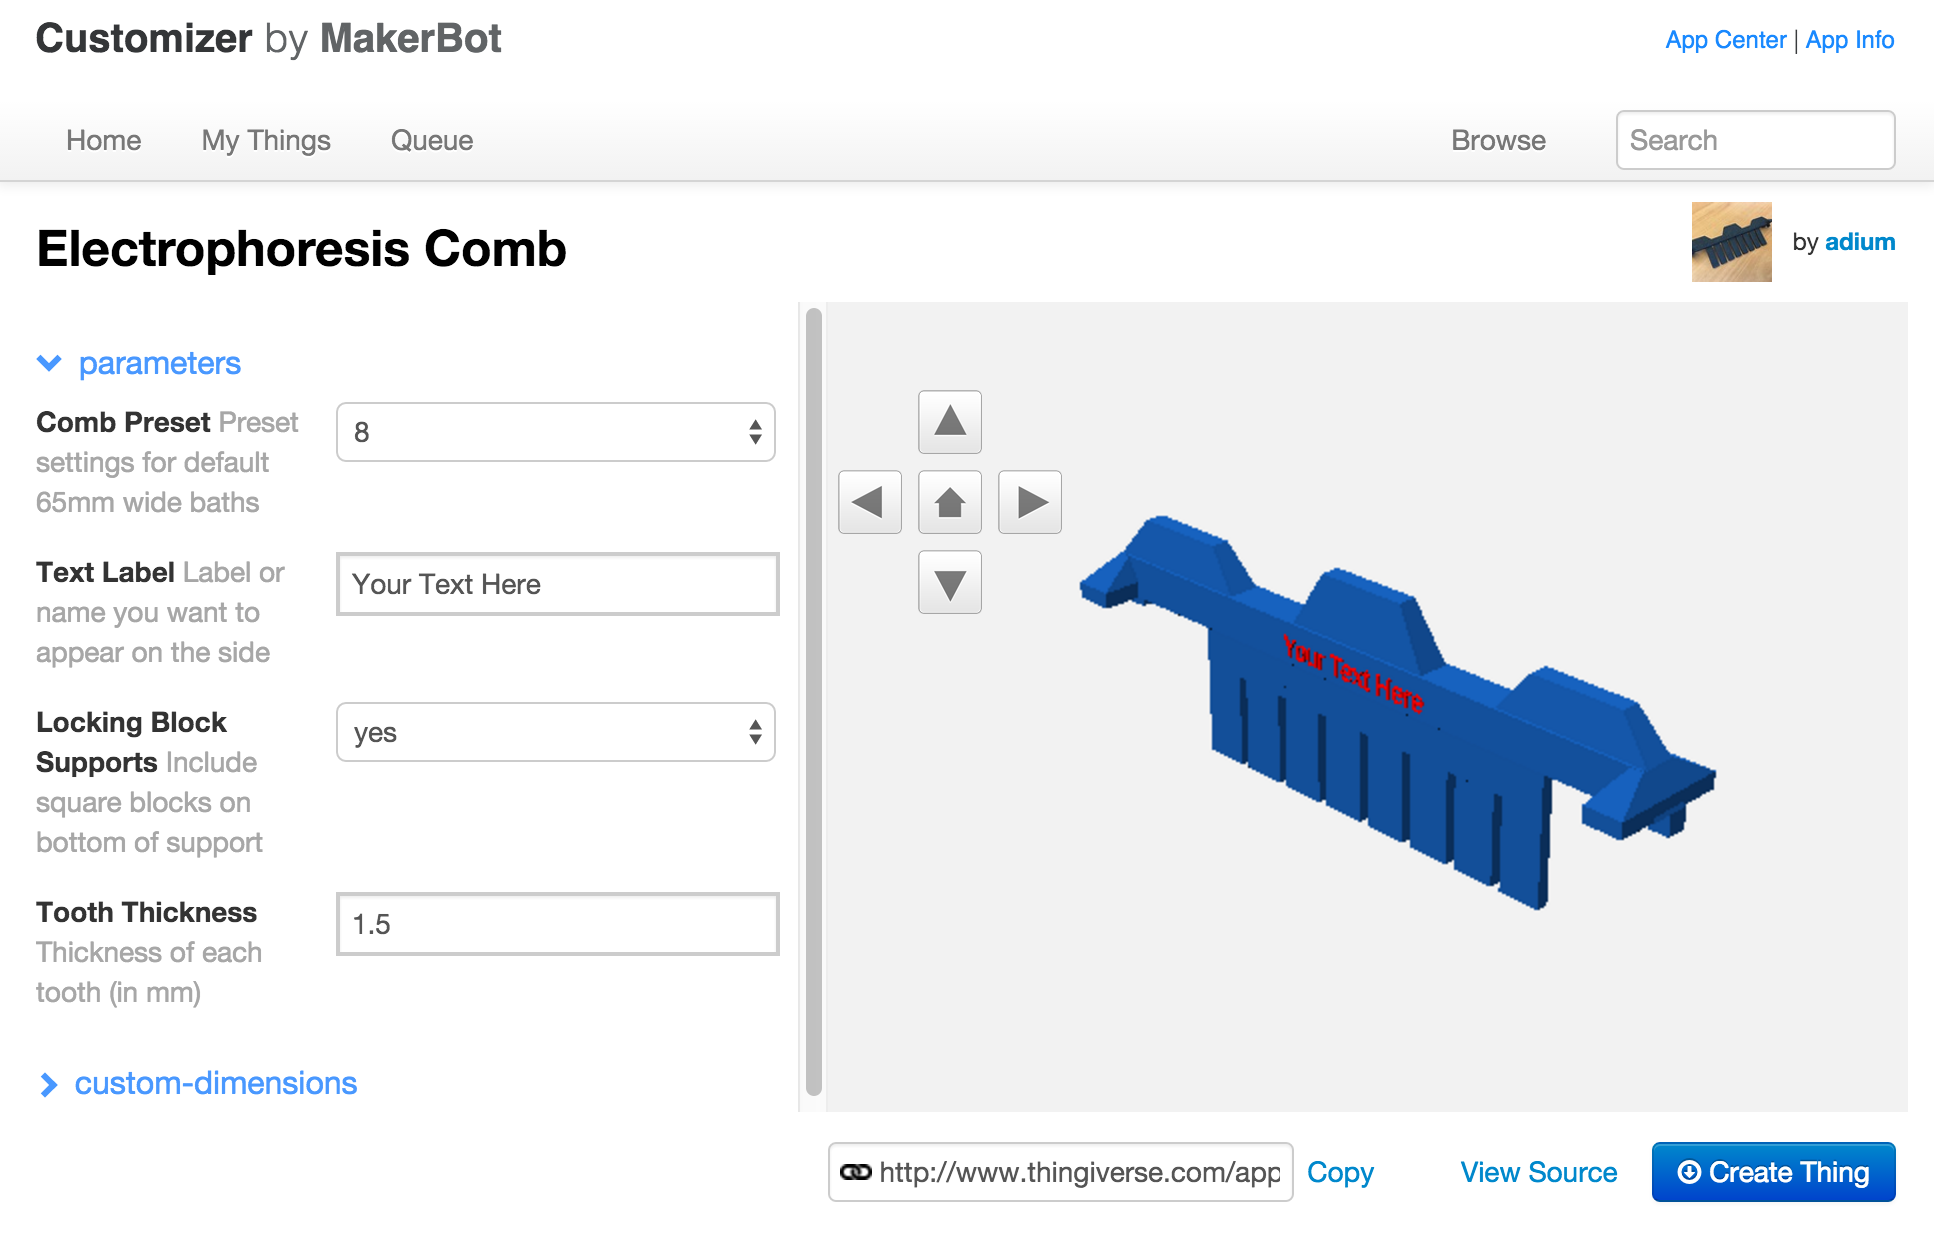 Customizer by MakerBot
App Center | App Info
Home My Things Queue Browse Search
Electrophoresis Comb
by adium
parameters
Comb Preset Preset
settings for default
65mm wide baths
8
Text Label Label or
name you want to
appear on the side
Your Text Here
Locking Block
Supports Include
square blocks on
bottom of support
yes
Tooth Thickness
Thickness of each
tooth (in mm)
1.5
custom-dimensions
Your Text Here
http://www.thingiverse.com/app Copy View Source Create Thing